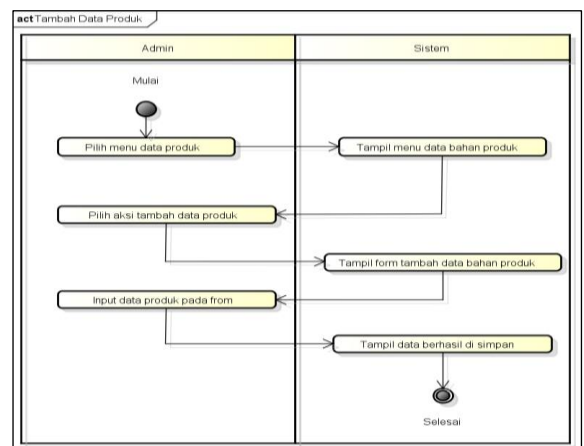 act Tambah Data Produk
Admin
Sistem
Mulai
Pilih menu data produk
Tampil menu data bahan produk
Pilih aksi tambah data produk
Tampil form tambah data bahan produk
Input data produk pada from
Tampil data berhasil di simpan
Selesai